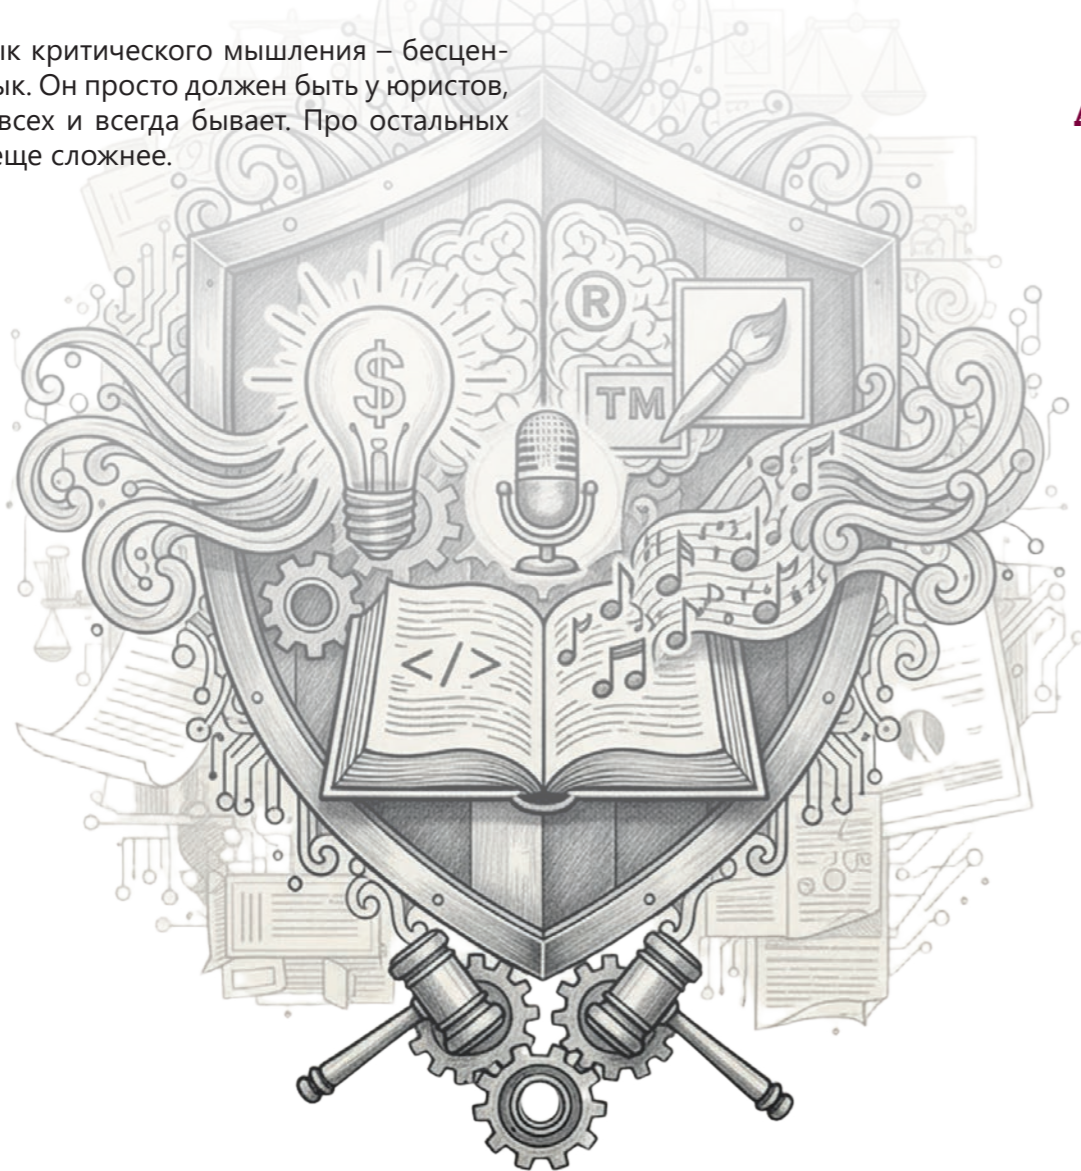 ык критического мышления – бесцен-
ык. Он просто должен быть у юристов,
всех и всегда бывает. Про остальных
еще сложнее.
$
®
TM
</>